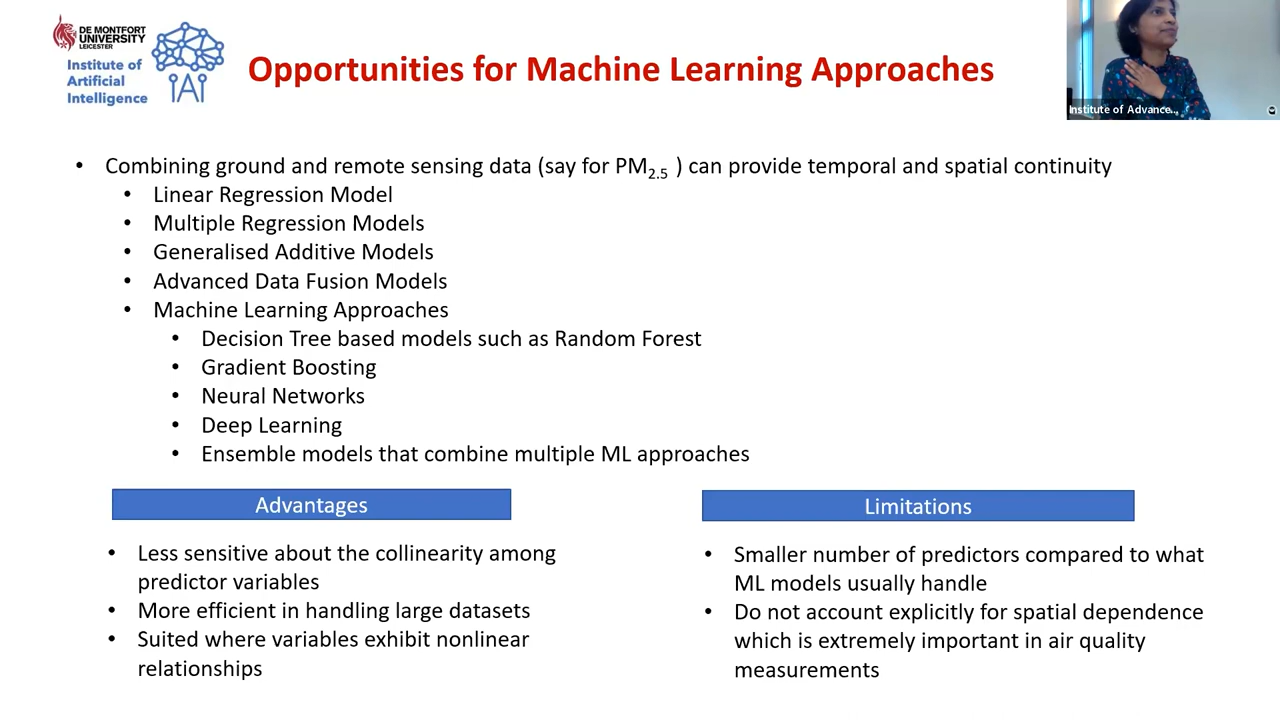 DE MONTFORT
UNIVERSITY
LEICESTER
Institute of
Artificial
Intelligence
IAI
Opportunities for Machine Learning Approaches
Institute of Advance...
• Combining ground and remote sensing data (say for PM2.5 ) can provide temporal and spatial continuity
• Linear Regression Model
• Multiple Regression Models
• Generalised Additive Models
• Advanced Data Fusion Models
• Machine Learning Approaches
• Decision Tree based models such as Random Forest
• Gradient Boosting
• Neural Networks
• Deep Learning
• Ensemble models that combine multiple ML approaches
Advantages
• Less sensitive about the collinearity among
predictor variables
• More efficient in handling large datasets
• Suited where variables exhibit nonlinear
relationships
Limitations
• Smaller number of predictors compared to what
ML models usually handle
• Do not account explicitly for spatial dependence
which is extremely important in air quality
measurements